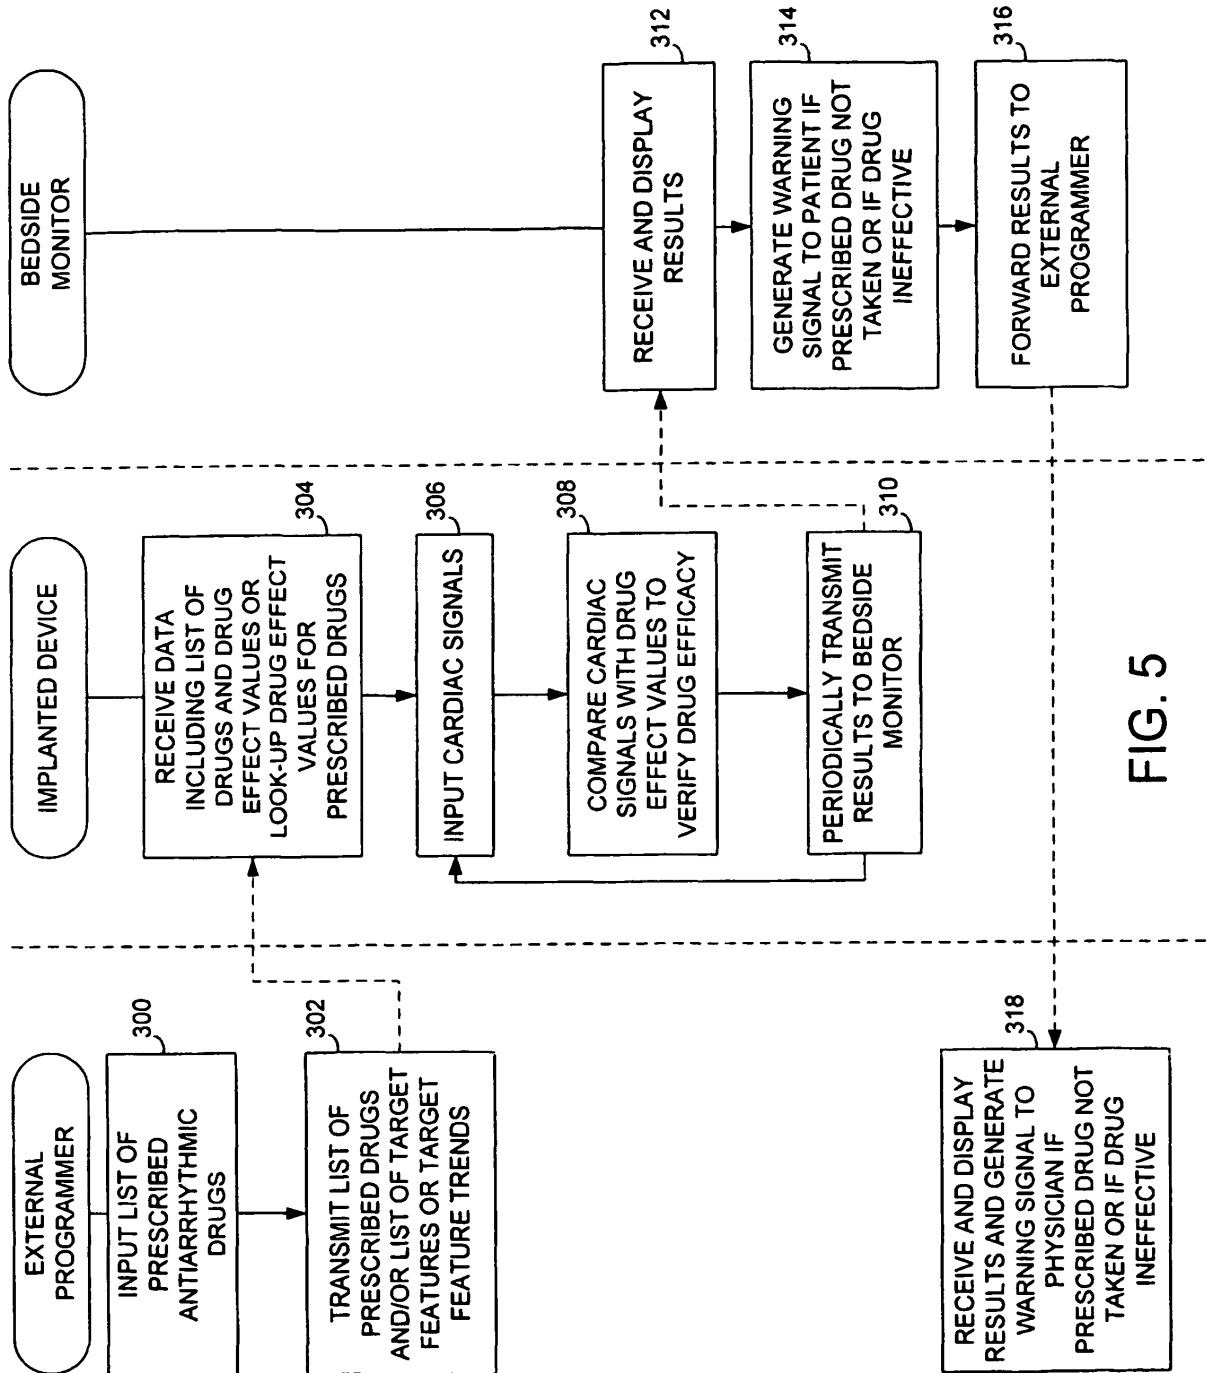 EXTERNAL
PROGRAMMER
300
INPUT LIST OF
PRESCRIBED
ANTIARRHYTHMIC
DRUGS
302
TRANSMIT LIST OF
PRESCRIBED DRUGS
AND/OR LIST OF TARGET
FEATURES OR TARGET
FEATURE TRENDS
318
RECEIVE AND DISPLAY
RESULTS AND GENERATE
WARNING SIGNAL TO
PHYSICIAN IF
PRESCRIBED DRUG NOT
TAKEN OR IF DRUG
INEFFECTIVE
IMPLANTED DEVICE
304
RECEIVE DATA
INCLUDING LIST OF
DRUGS AND DRUG
EFFECT VALUES OR
LOOK-UP DRUG EFFECT
VALUES FOR
PRESCRIBED DRUGS
306
INPUT CARDIAC SIGNALS
308
COMPARE CARDIAC
SIGNALS WITH DRUG
EFFECT VALUES TO
VERIFY DRUG EFFICACY
310
PERIODICALLY TRANSMIT
RESULTS TO BEDSIDE
MONITOR
BEDSIDE
MONITOR
312
RECEIVE AND DISPLAY
RESULTS
314
GENERATE WARNING
SIGNAL TO PATIENT IF
PRESCRIBED DRUG NOT
TAKEN OR IF DRUG
INEFFECTIVE
316
FORWARD RESULTS TO
EXTERNAL
PROGRAMMER
FIG. 5